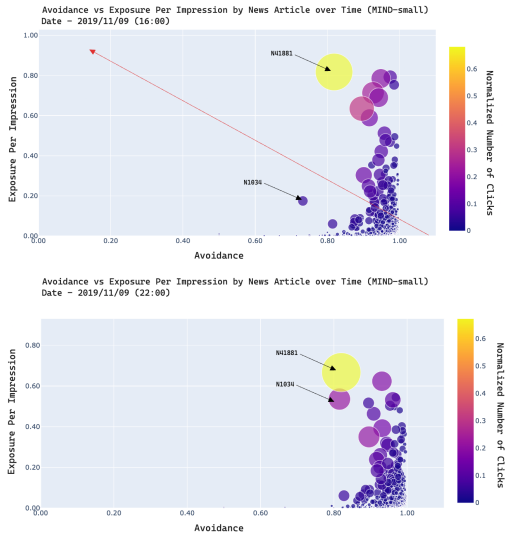 Avoidance vs Exposure Per Impression by News Article over Time (MIND-small)
Date - 2019/11/09 (16:00)
1.00
0.80
0.60
0.40
0.20
0.00
0.00
0.20
0.40
0.60
0.80
1.00
Exposure Per Impression
Avoidance
N41881
N1034
0.6
0.5
0.4
0.3
0.2
0.1
0
Normalized Number of Clicks
Avoidance vs Exposure Per Impression by News Article over Time (MIND-small)
Date - 2019/11/09 (22:00)
0.80
0.60
0.40
0.20
0.00
0.00
0.20
0.40
0.60
0.80
1.00
Exposure Per Impression
Avoidance
N41881
N1034
0.6
0.5
0.4
0.3
0.2
0.1
0
Normalized Number of Clicks